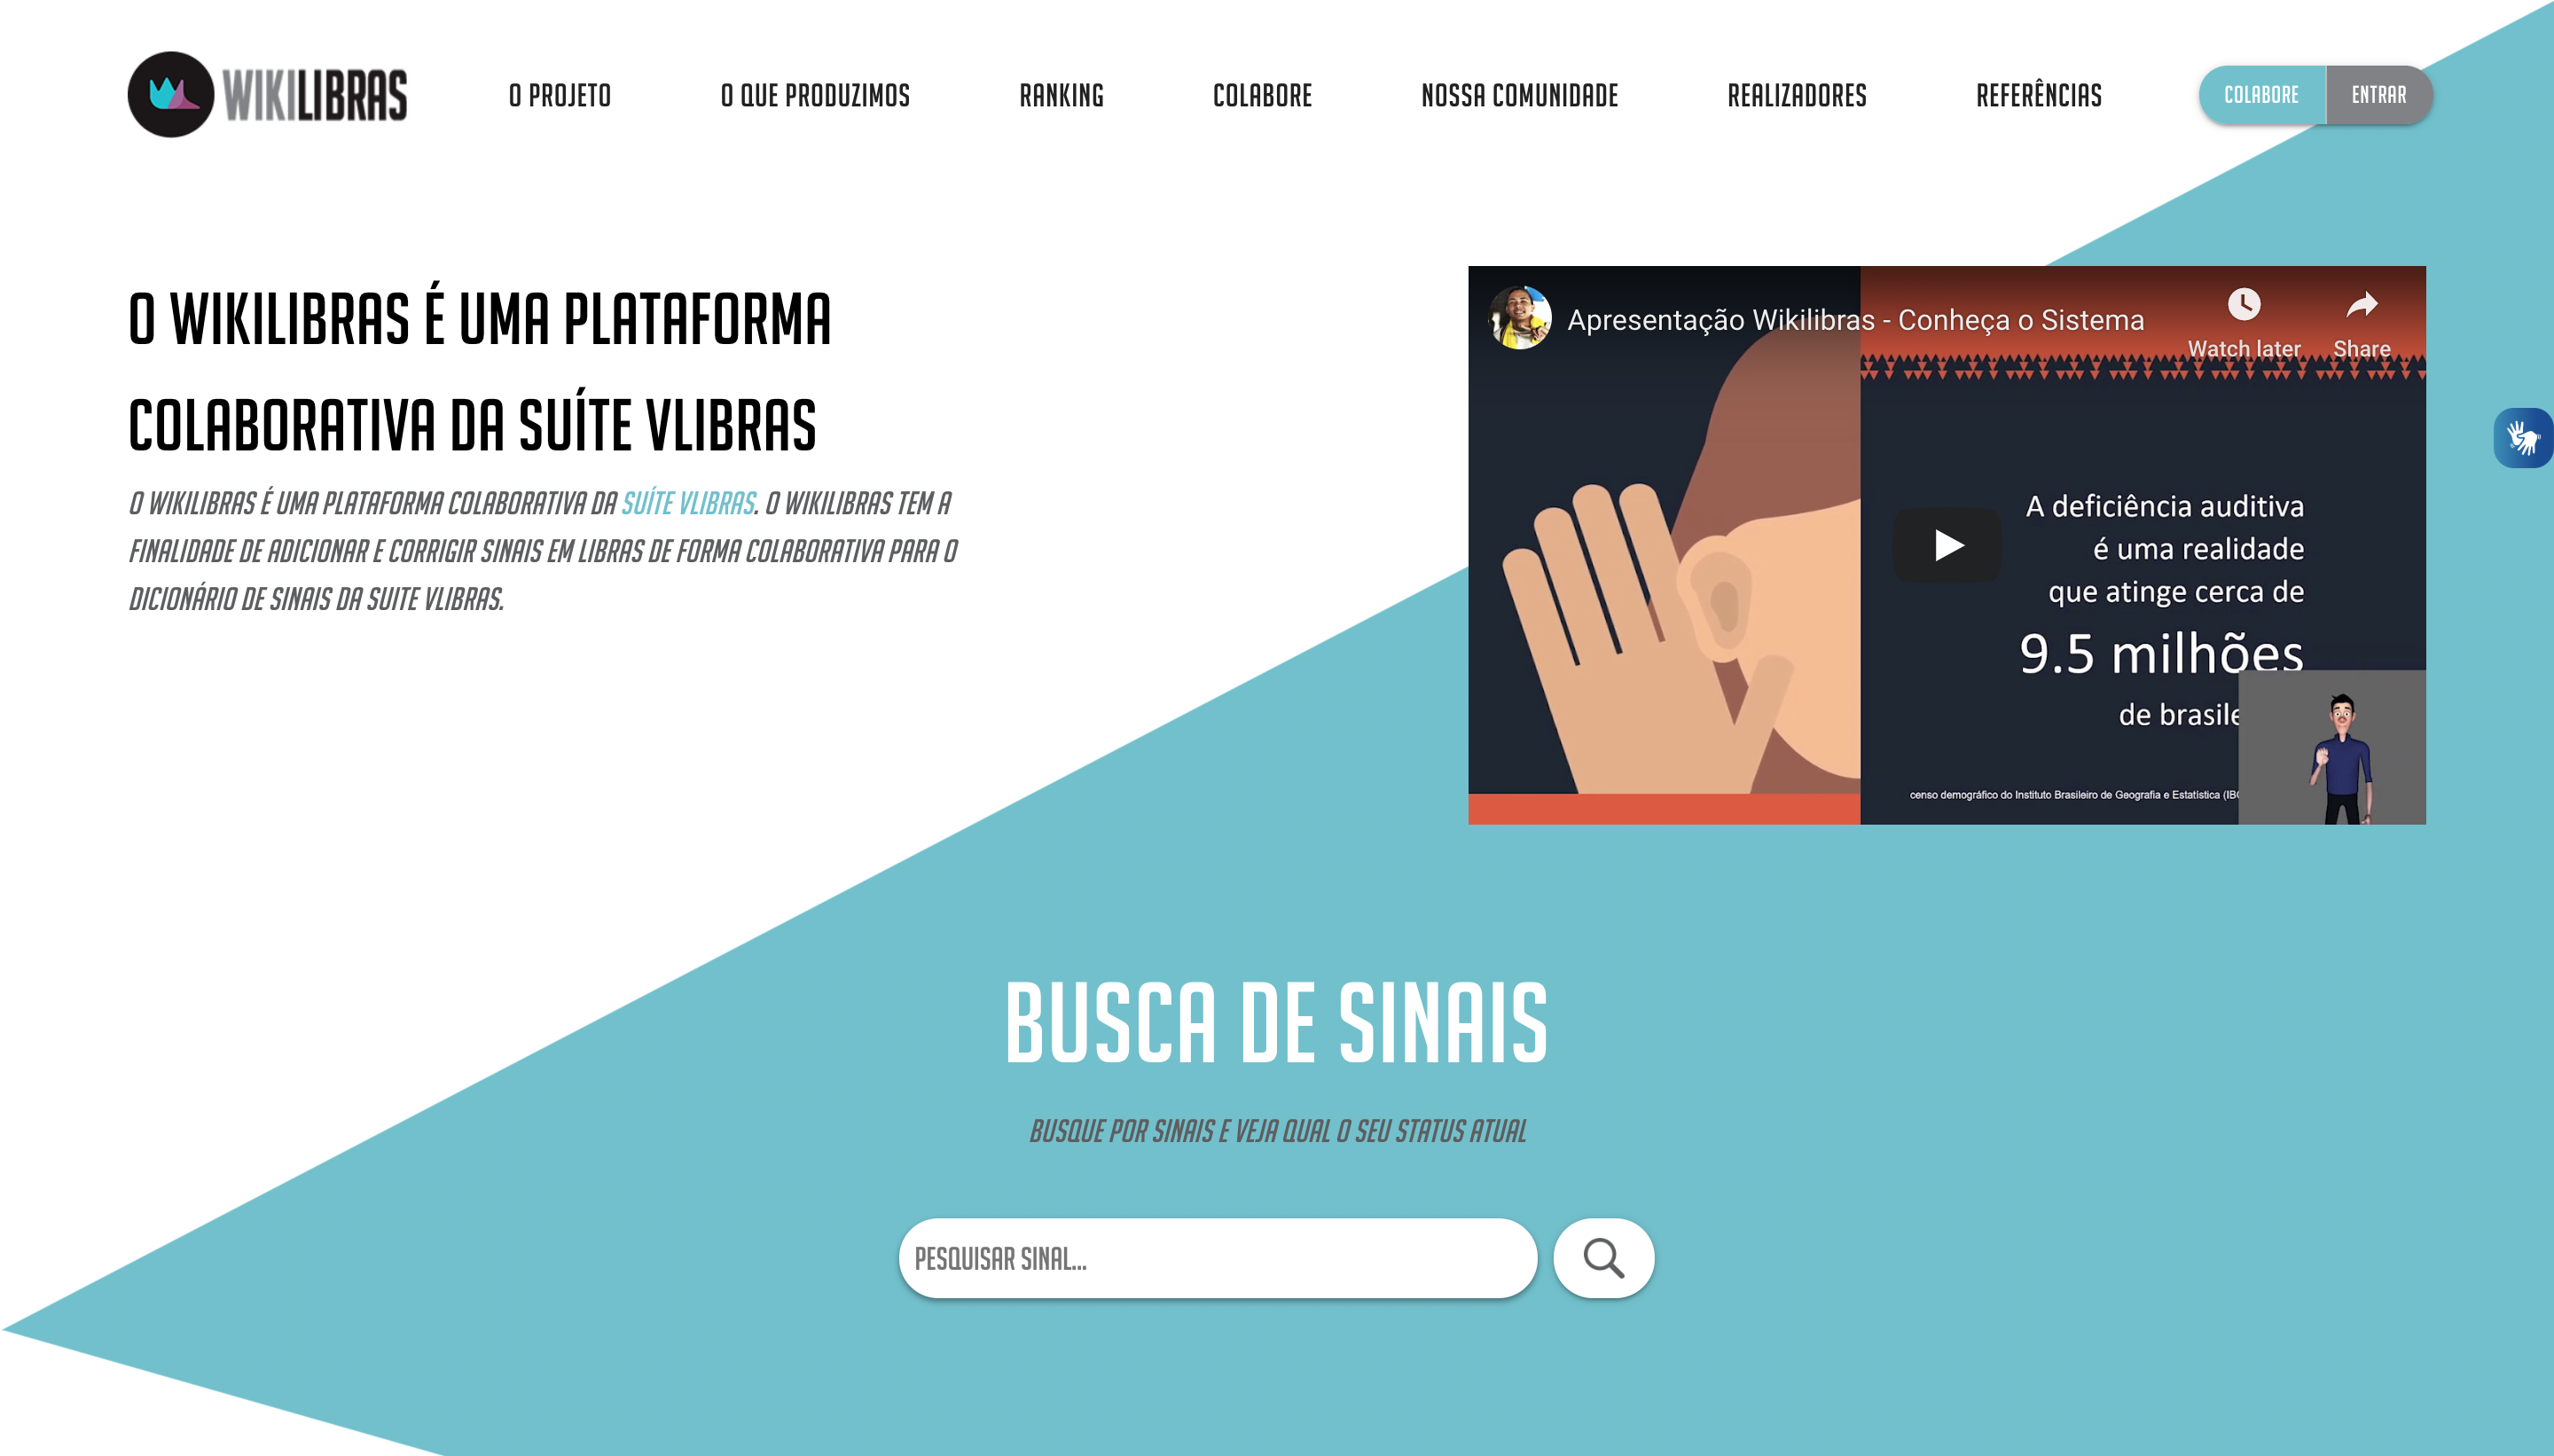 WIKILIBRAS
O PROJETO
O QUE PRODUZIMOS
RANKING
COLABORE
NOSSA COMUNIDADE
REALIZADORES
REFERÊNCIAS
COLABORE
ENTRAR
O WIKILIBRAS É UMA PLATAFORMA
COLABORATIVA DA SUÍTE VLIBRAS
O WIKILIBRAS É UMA PLATAFORMA COLABORATIVA DA SUÍTE VLIBRAS. O WIKILIBRAS TEM A
FINALIDADE DE ADICIONAR E CORRIGIR SINAIS EM LIBRAS DE FORMA COLABORATIVA PARA O
DICIONÁRIO DE SINAIS DA SUITE VLIBRAS.
Apresentação Wikilibras - Conheça o Sistema
Watch later
Share
A deficiência auditiva
é uma realidade
que atinge cerca de
9.5 milhões
de brasile
censo demográfico do Instituto Brasileiro de Geografia e Estatística (IB
BUSCA DE SINAIS
BUSQUE POR SINAIS E VEJA QUAL O SEU STATUS ATUAL
PESQUISAR SINAL...